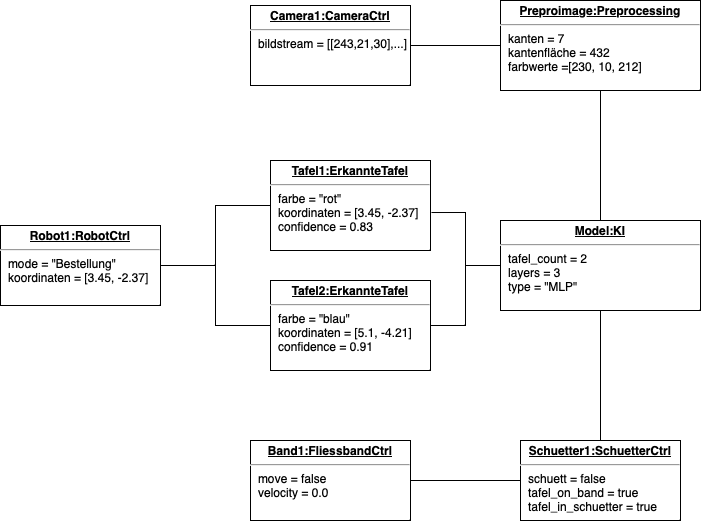 Camera1:CameraCtrl
bildstream = [[243,21,30],...]
Preproimage:Preprocessing
kanten = 7
kantenfläche = 432
farbwerte =[230, 10, 212]
Tafel1:ErkannteTafel
farbe = "rot"
koordinaten = [3.45, -2.37]
confidence = 0.83
Robot1:RobotCtrl
mode = "Bestellung"
koordinaten = [3.45, -2.37]
Model:KI
tafel_count = 2
layers = 3
type = "MLP"
Tafel2:ErkannteTafel
farbe = "blau"
koordinaten = [5.1, -4.21]
confidence = 0.91
Band1:FliessbandCtrl
move = false
velocity = 0.0
Schuetter1:SchuetterCtrl
schuett = false
tafel_on_band = true
tafel_in_schuetter = true